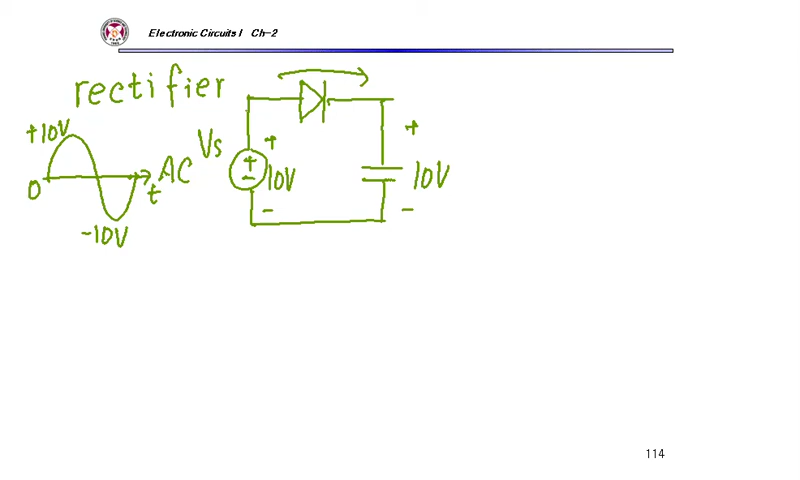 Electronic Circuits I Ch-2
rectifier
+10V
0
t
-10V
AC
Vs
+
+
-
10V
-
+
10V
-
114